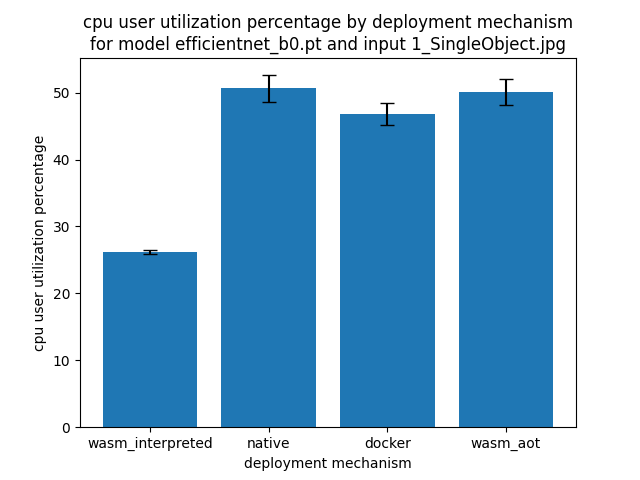 cpu user utilization percentage by deployment mechanism
for model efficientnet_b0.pt and input 1_SingleObject.jpg
cpu user utilization percentage
50
40
30
20
10
0
wasm_interpreted
native
docker
wasm_aot
deployment mechanism